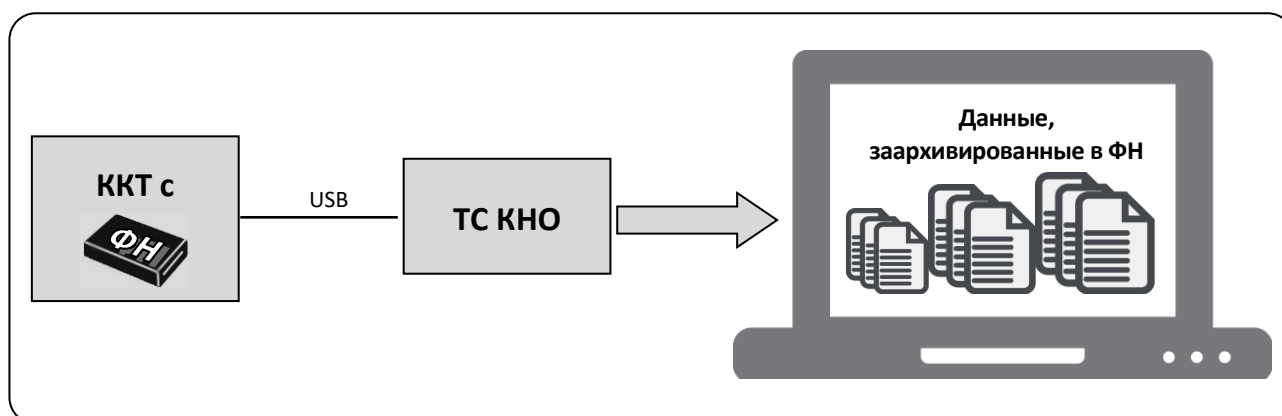 ККТ с
ФН
USB
ТС КНО
Данные,
заархивированные в ФН